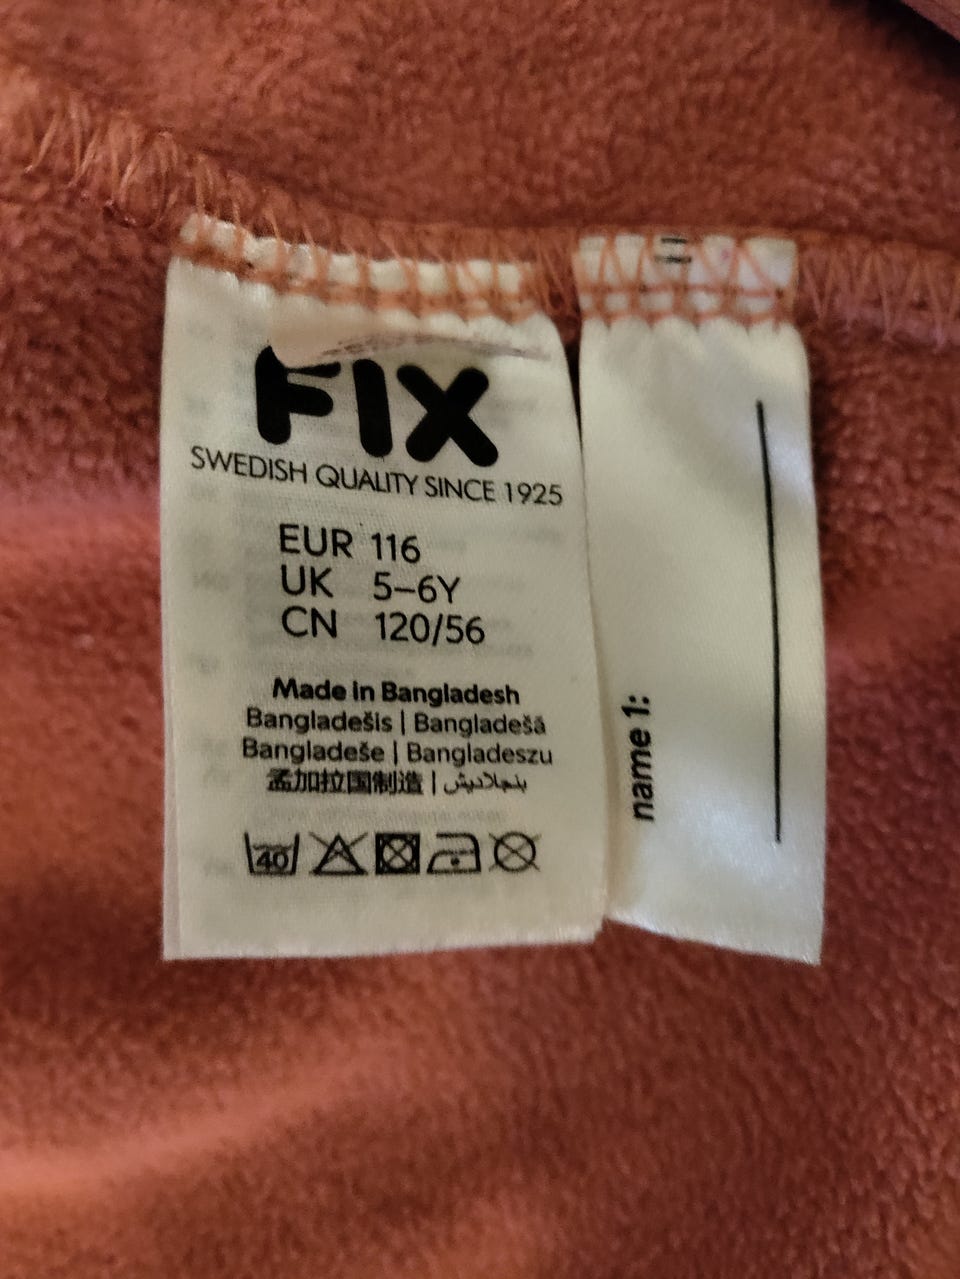 FIX
SWEDISH QUALITY SINCE 1925
EUR 116
UK 5–6Y
CN 120/56
Made in Bangladesh
Bangladešis | Bangladešā
Bangladeše | Bangladeszu
孟加拉国制造 | بنجلاديش
40
name 1: